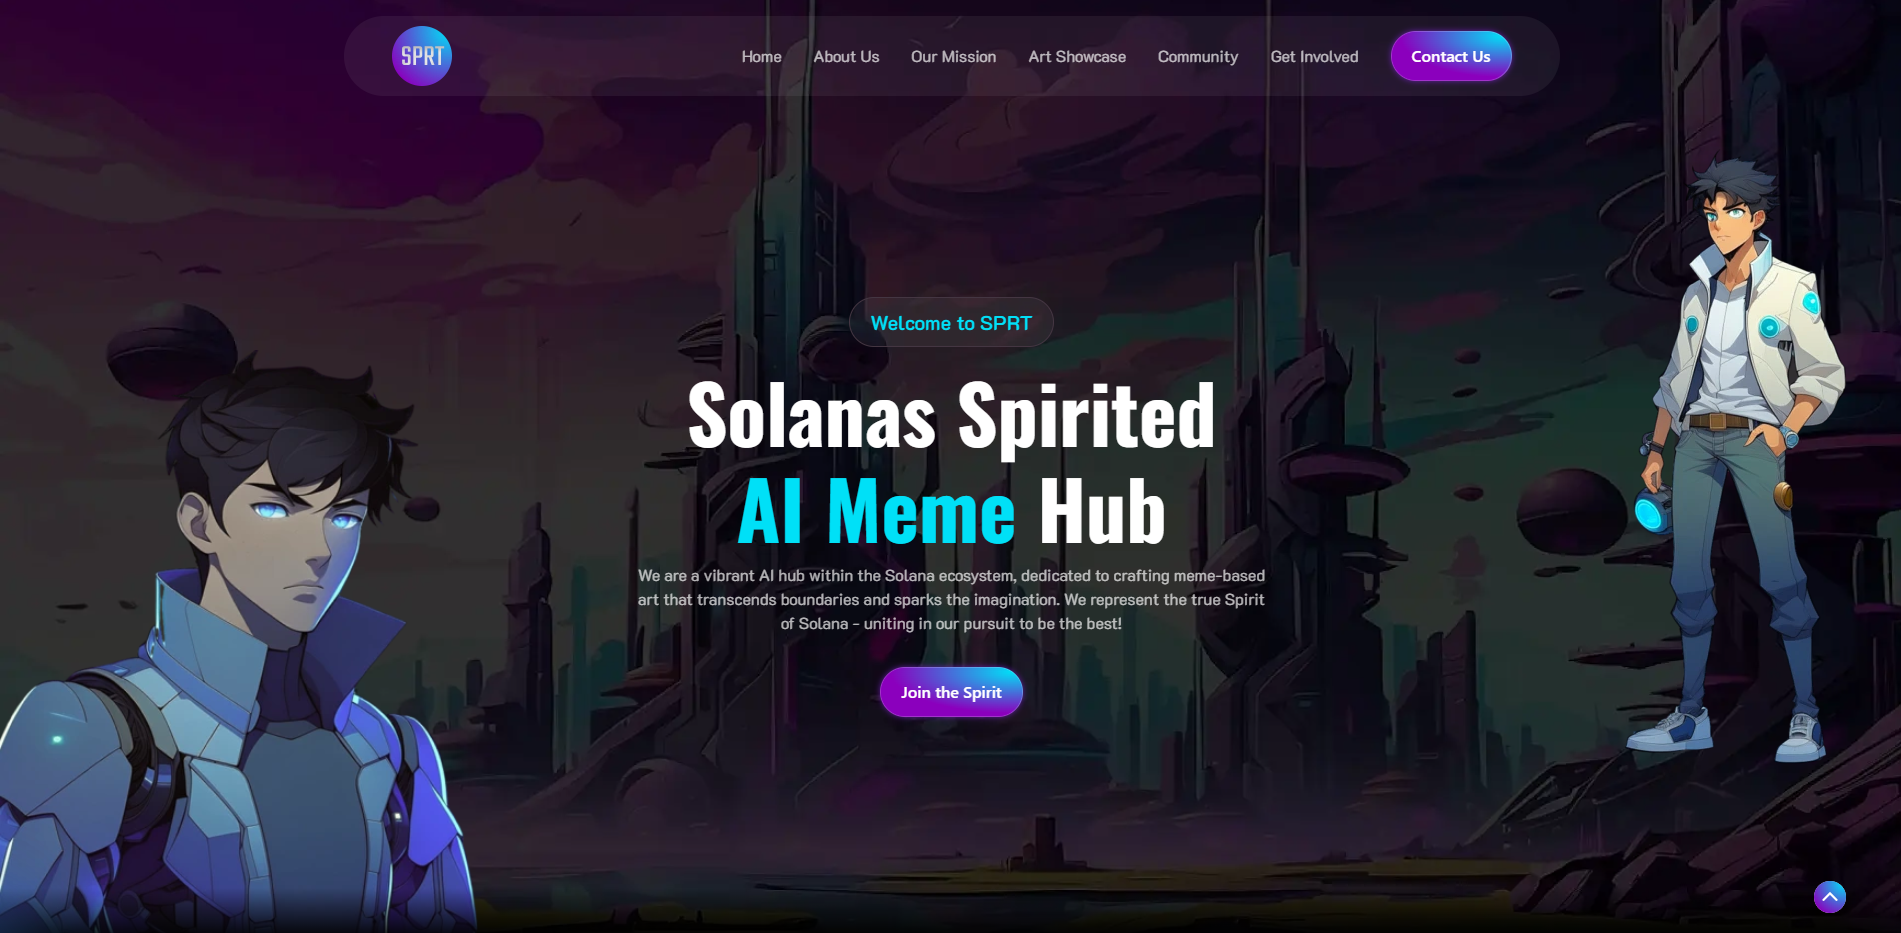 SPRT
Home About Us Our Mission Art Showcase Community Get Involved Contact Us
Welcome to SPRT
Solanas Spirited
AI Meme Hub
We are a vibrant AI hub within the Solana ecosystem, dedicated to crafting meme-based
art that transcends boundaries and sparks the imagination. We represent the true Spirit
of Solana - uniting in our pursuit to be the best!
Join the Spirit